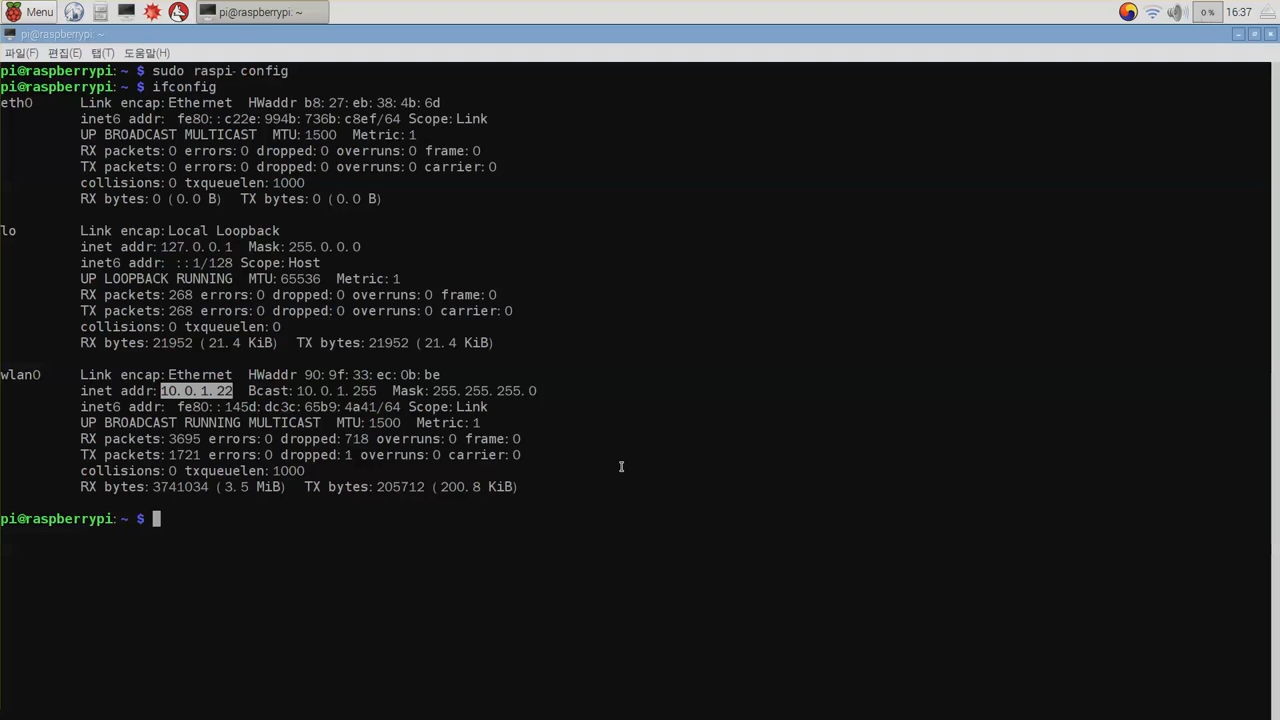 Menu pi@raspberrypi: ~ 0 % 16:37
pi@raspberrypi: ~
파일(F) 편집(E) 탭(T) 도움말(H)
pi@raspberrypi:~ $ sudo raspi-config
pi@raspberrypi:~ $ ifconfig
eth0 Link encap:Ethernet HWaddr b8:27:eb:38:4b:6d
inet6 addr: fe80::c22e:994b:736b:c8ef/64 Scope:Link
UP BROADCAST MULTICAST MTU:1500 Metric:1
RX packets:0 errors:0 dropped:0 overruns:0 frame:0
TX packets:0 errors:0 dropped:0 overruns:0 carrier:0
collisions:0 txqueuelen:1000
RX bytes:0 (0.0 B) TX bytes:0 (0.0 B)
lo Link encap:Local Loopback
inet addr:127.0.0.1 Mask:255.0.0.0
inet6 addr: ::1/128 Scope:Host
UP LOOPBACK RUNNING MTU:65536 Metric:1
RX packets:268 errors:0 dropped:0 overruns:0 frame:0
TX packets:268 errors:0 dropped:0 overruns:0 carrier:0
collisions:0 txqueuelen:0
RX bytes:21952 (21.4 KiB) TX bytes:21952 (21.4 KiB)
wlan0 Link encap:Ethernet HWaddr 90:9f:33:ec:0b:be
inet addr:10.0.1.22 Bcast:10.0.1.255 Mask:255.255.255.0
inet6 addr: fe80::145d:dc3c:65b9:4a41/64 Scope:Link
UP BROADCAST RUNNING MULTICAST MTU:1500 Metric:1
RX packets:3695 errors:0 dropped:718 overruns:0 frame:0
TX packets:1721 errors:0 dropped:1 overruns:0 carrier:0
collisions:0 txqueuelen:1000
RX bytes:3741034 (3.5 MiB) TX bytes:205712 (200.8 KiB)
pi@raspberrypi:~ $